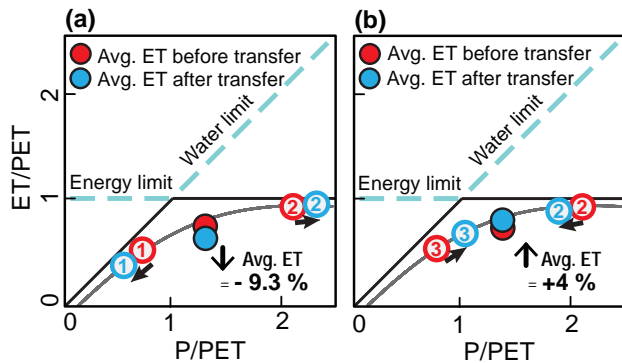 (a)
Avg. ET before transfer
Avg. ET after transfer
Water limit
Energy limit
1
1
2
2
Avg. ET
= - 9.3 %
ET/PET
0
1
2
0
1
2
P/PET
(b)
Avg. ET before transfer
Avg. ET after transfer
Water limit
Energy limit
3
3
2
2
Avg. ET
= +4 %
0
1
2
P/PET